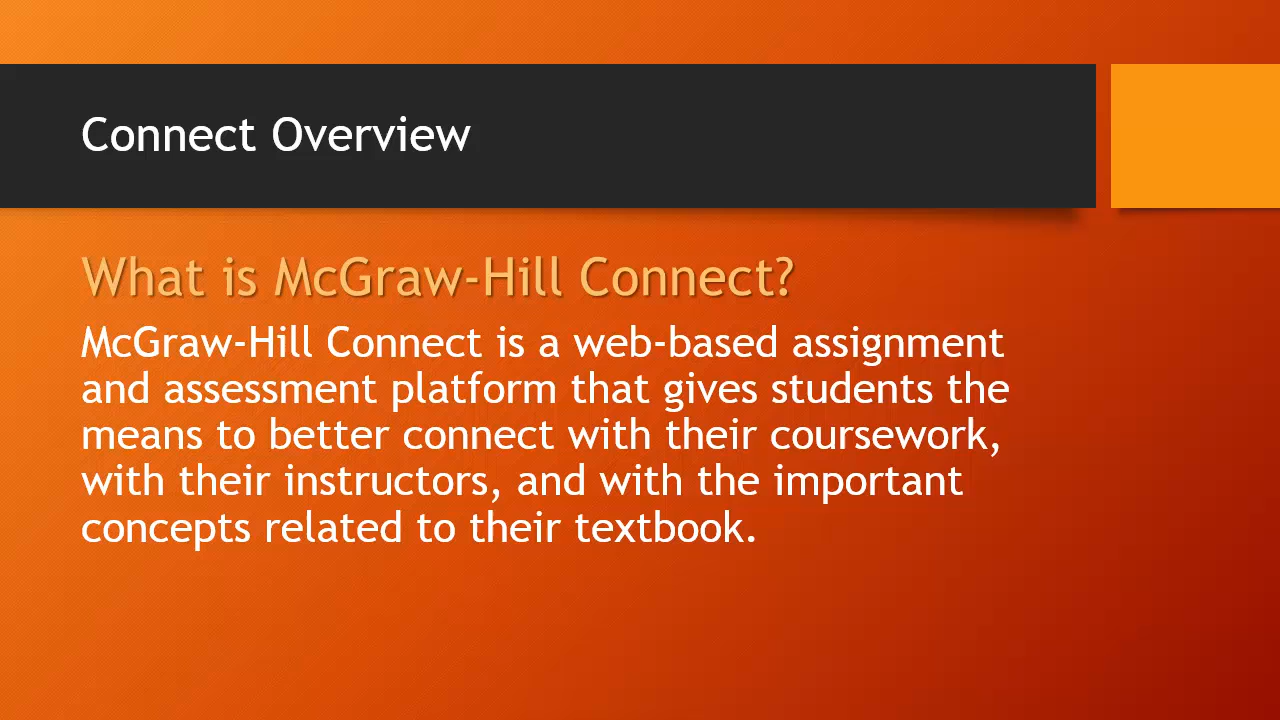 Connect Overview
What is McGraw-Hill Connect?
McGraw-Hill Connect is a web-based assignment
and assessment platform that gives students the
means to better connect with their coursework,
with their instructors, and with the important
concepts related to their textbook.